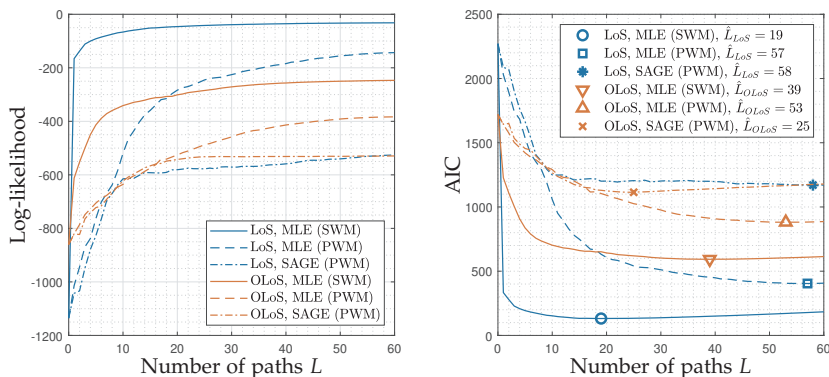 Log-likelihood
0
-200
-400
-600
-800
-1000
-1200
0
10
20
30
40
50
60
Number of paths L
LoS, MLE (SWM)
LoS, MLE (PWM)
LoS, SAGE (PWM)
OLoS, MLE (SWM)
OLoS, MLE (PWM)
OLoS, SAGE (PWM)
AIC
2500
2000
1500
1000
500
0
0
10
20
30
40
50
60
Number of paths L
LoS, MLE (SWM), L̂_LoS = 19
LoS, MLE (PWM), L̂_LoS = 57
LoS, SAGE (PWM), L̂_LoS = 58
OLoS, MLE (SWM), L̂_OLoS = 39
OLoS, MLE (PWM), L̂_OLoS = 53
OLoS, SAGE (PWM), L̂_OLoS = 25